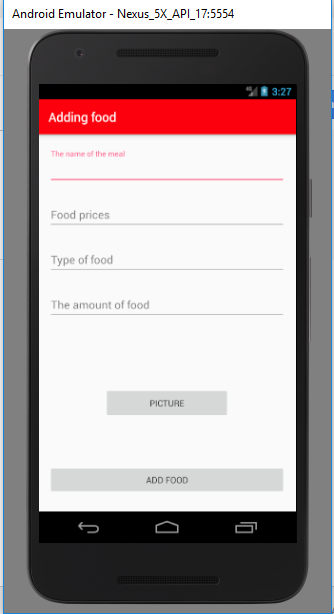 Android Emulator - Nexus_5X_API_17:5554
4G 3:27
Adding food
The name of the meal
Food prices
Type of food
The amount of food
PICTURE
ADD FOOD